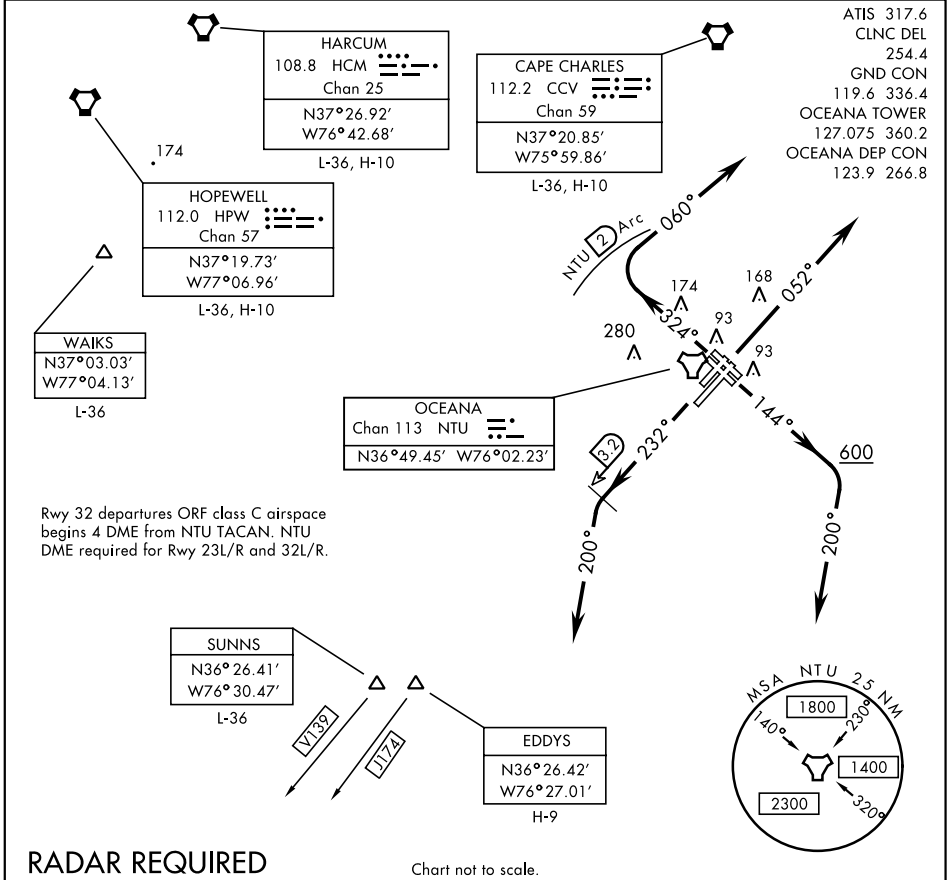 ATIS 317.6
CLNC DEL
254.4
GND CON
119.6 336.4
OCEANA TOWER
127.075 360.2
OCEANA DEP CON
123.9 266.8
HARCUM
108.8 HCM
Chan 25
N37°26.92'
W76°42.68'
L-36, H-10
CAPE CHARLES
112.2 CCV
Chan 59
N37°20.85'
W75°59.86'
L-36, H-10
174
HOPEWELL
112.0 HPW
Chan 57
N37°19.73'
W77°06.96'
L-36, H-10
WAIKS
N37°03.03'
W77°04.13'
L-36
NTU 2 Arc
060°
174
168
052°
324°
93
280
93
OCEANA
Chan 113 NTU
N36°49.45' W76°02.23'
144°
232°
3.2
600
200°
200°
Rwy 32 departures ORF class C airspace
begins 4 DME from NTU TACAN. NTU
DME required for Rwy 23L/R and 32L/R.
SUNNS
N36°26.41'
W76°30.47'
L-36
V139
J174
EDDYS
N36°26.42'
W76°27.01'
H-9
MSA NTU 25 NM
1800
140°
230°
1400
2300
320°
RADAR REQUIRED
Chart not to scale.